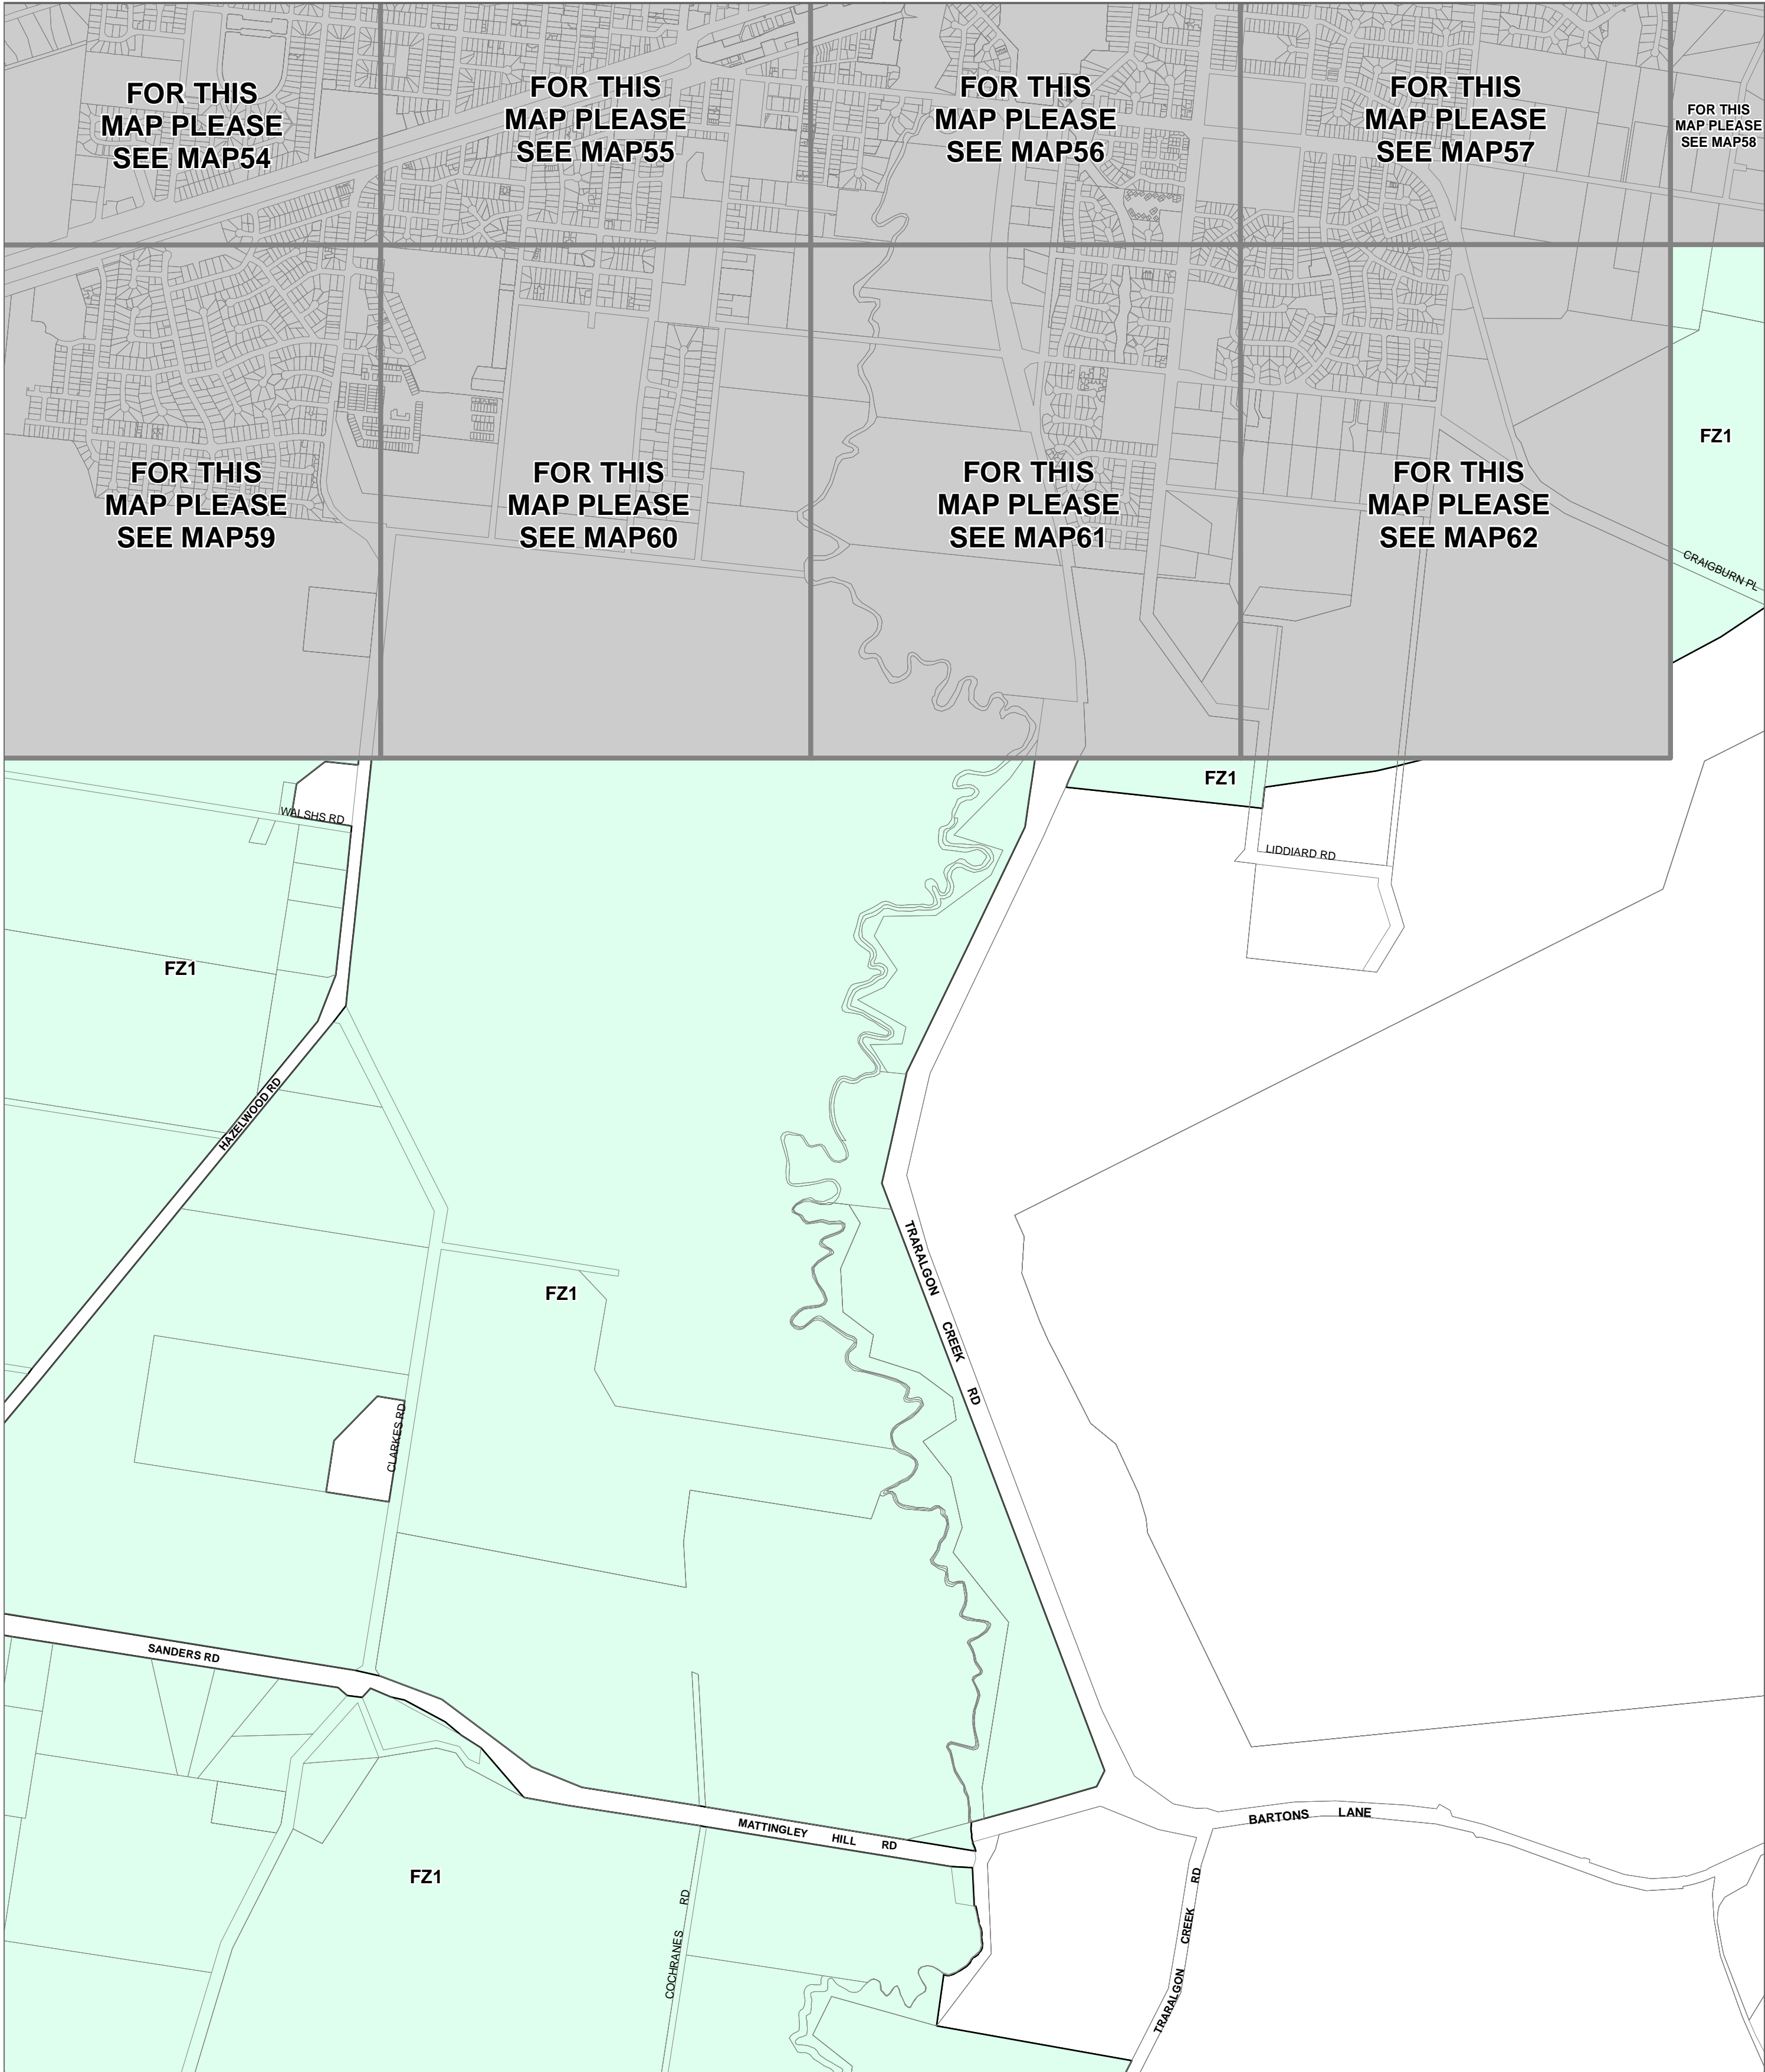 FOR THIS
MAP PLEASE
SEE MAP54
FOR THIS
MAP PLEASE
SEE MAP55
FOR THIS
MAP PLEASE
SEE MAP56
FOR THIS
MAP PLEASE
SEE MAP57
FOR THIS
MAP PLEASE
SEE MAP58
FOR THIS
MAP PLEASE
SEE MAP59
FOR THIS
MAP PLEASE
SEE MAP60
FOR THIS
MAP PLEASE
SEE MAP61
FOR THIS
MAP PLEASE
SEE MAP62
FZ1
CRAIGBURN PL
FZ1
WALSHS RD
LIDDIARD RD
FZ1
HAZELWOOD RD
FZ1
TRARALGON CREEK RD
CLARKES RD
SANDERS RD
MATTINGLEY HILL RD
BARTONS LANE
FZ1
COCHRANES RD
TRARALGON CREEK RD